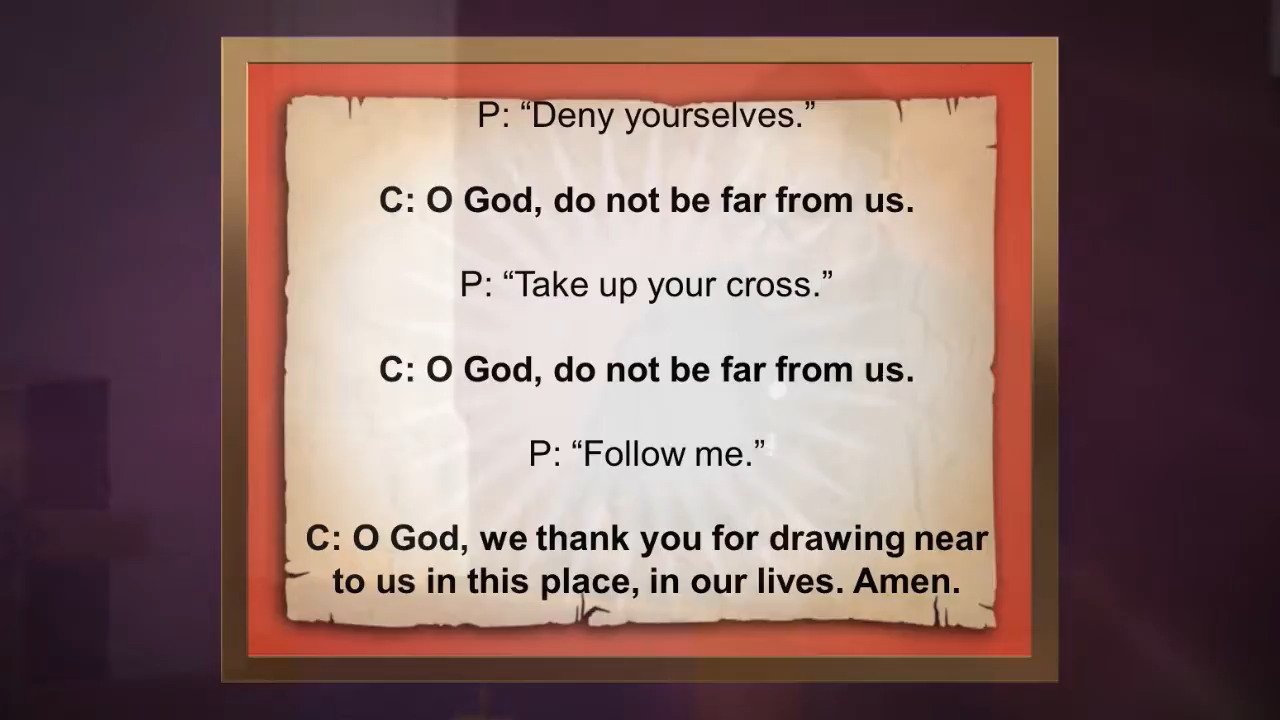 P: “Deny yourselves.”
C: O God, do not be far from us.
P: “Take up your cross.”
C: O God, do not be far from us.
P: “Follow me.”
C: O God, we thank you for drawing near
to us in this place, in our lives. Amen.